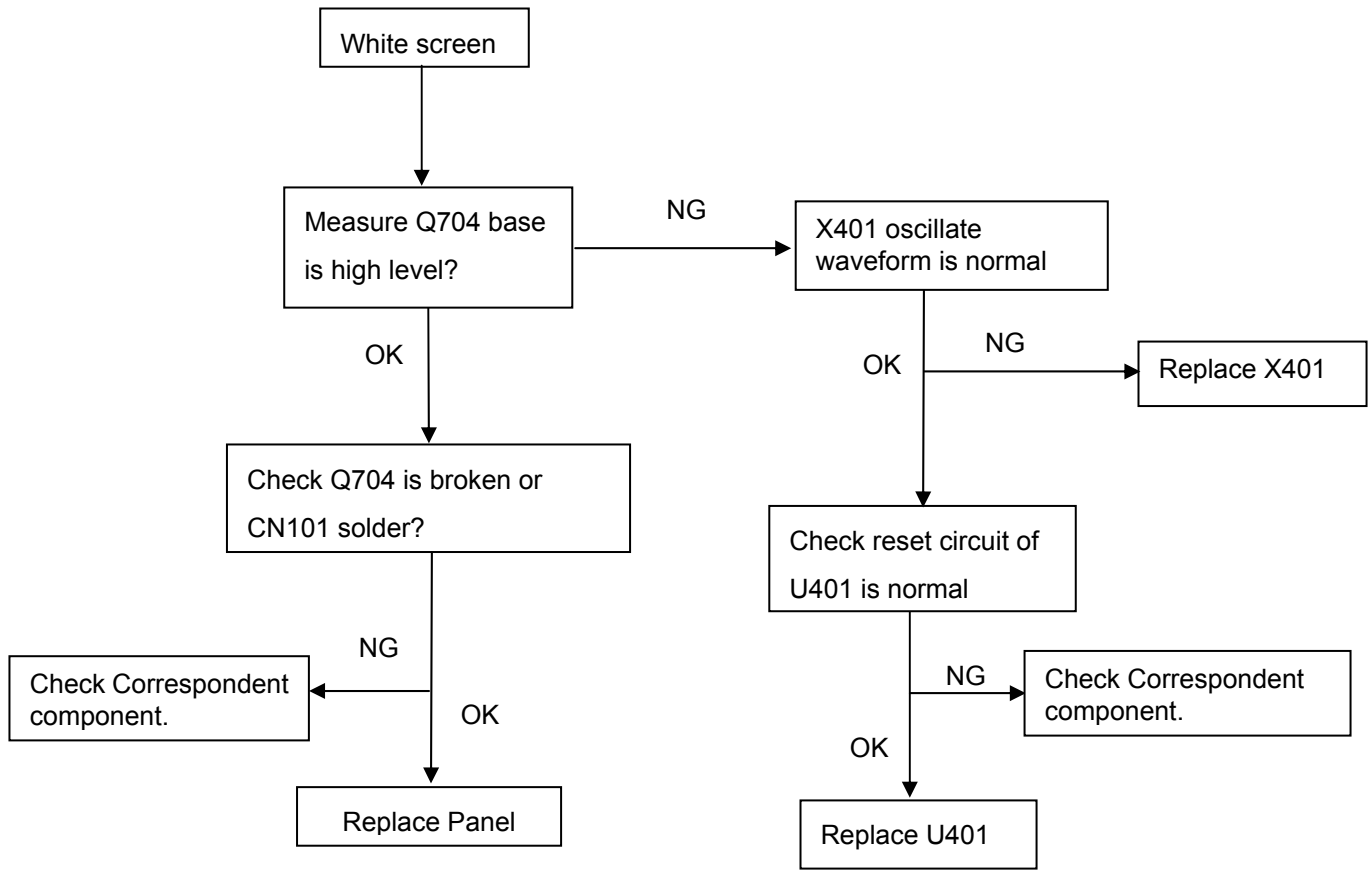 White screen
Measure Q704 base
is high level?
NG
X401 oscillate
waveform is normal
OK
OK
NG
Replace X401
Check Q704 is broken or
CN101 solder?
Check reset circuit of
U401 is normal
NG
Check Correspondent
component.
OK
NG
Check Correspondent
component.
OK
Replace Panel
Replace U401